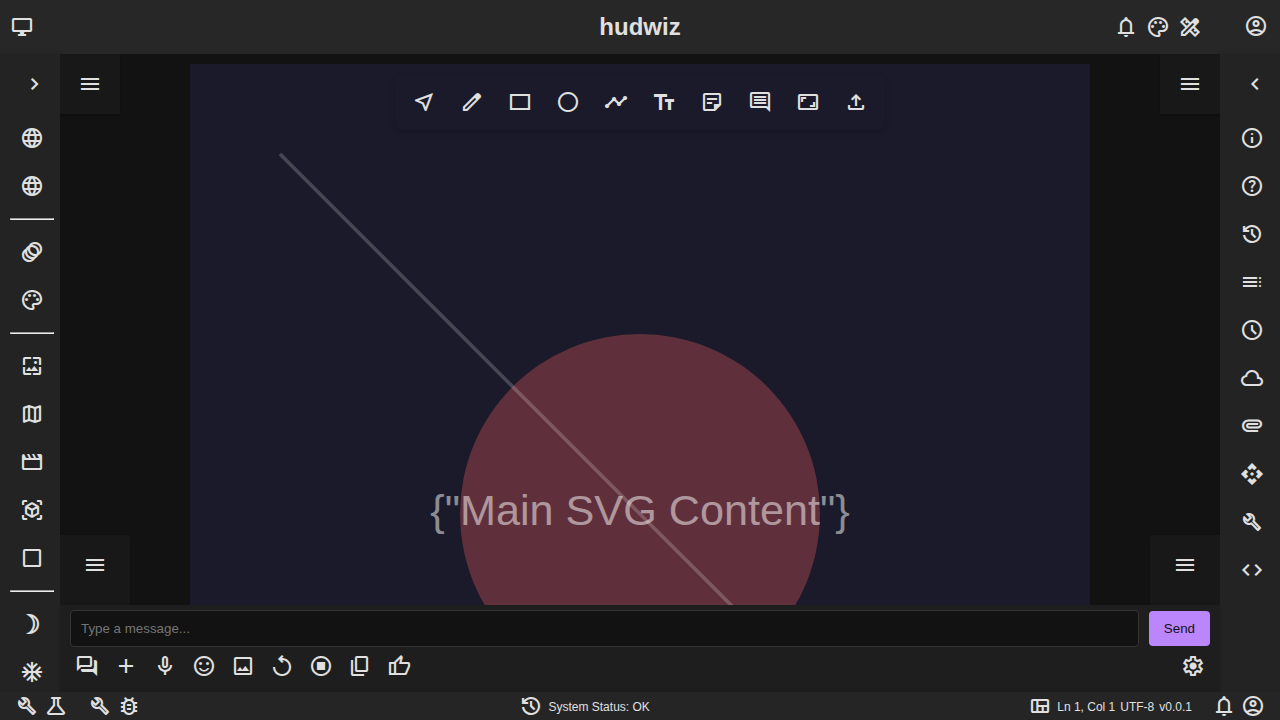 hudwiz
{"Main SVG Content"}
Type a message...
Send
System Status: OK
Ln 1, Col 1 UTF-8 v0.0.1